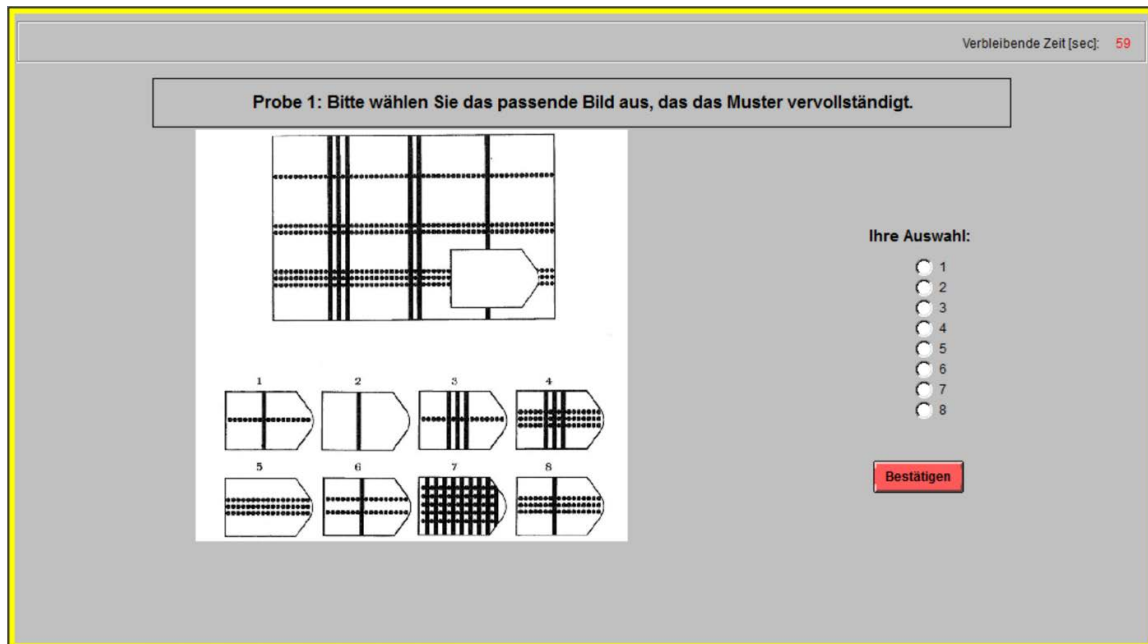 Verbleibende Zeit [sec]: 59
Probe 1: Bitte wählen Sie das passende Bild aus, das das Muster vervollständigt.
Ihre Auswahl:
1
2
3
4
5
6
7
8
1 2 3 4
5 6 7 8
Bestätigen